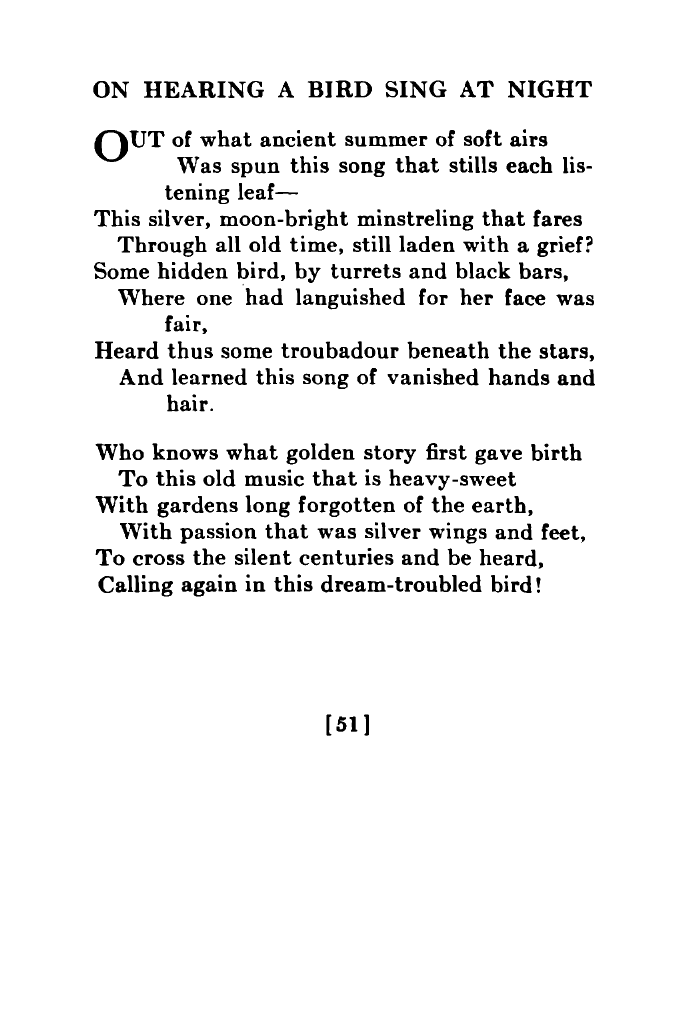 ON HEARING A BIRD SING AT NIGHT
OUT of what ancient summer of soft airs
Was spun this song that stills each lis-
tening leaf—
This silver, moon-bright minstreling that fares
Through all old time, still laden with a grief?
Some hidden bird, by turrets and black bars,
Where one had languished for her face was
fair,
Heard thus some troubadour beneath the stars,
And learned this song of vanished hands and
hair.
Who knows what golden story first gave birth
To this old music that is heavy-sweet
With gardens long forgotten of the earth,
With passion that was silver wings and feet,
To cross the silent centuries and be heard,
Calling again in this dream-troubled bird!
[51]